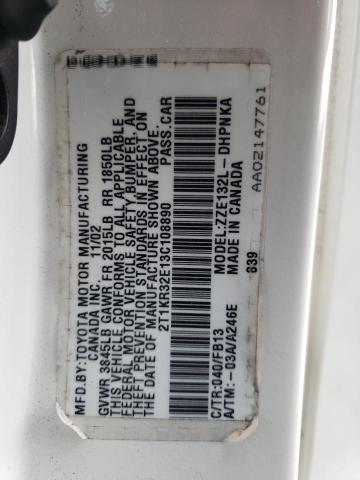 MFD.BY: TOYOTA MOTOR MANUFACTURING
CANADA INC. 11/02
GVWR 3845LB GAWR FR 2015LB RR 1850LB
THIS VEHICLE CONFORMS TO ALL APPLICABLE
FEDERAL MOTOR VEHICLE SAFETY, BUMPER, AND
THEFT PREVENTION STANDARDS IN EFFECT ON
THE DATE OF MANUFACTURE SHOWN ABOVE.
2T1KR32E13C108890 PASS.CAR
MODEL:ZZE132L-DHPNKA
MADE IN CANADA
C/TR:040/FB13
A/TM:-03A/A246E
839
AA02147761